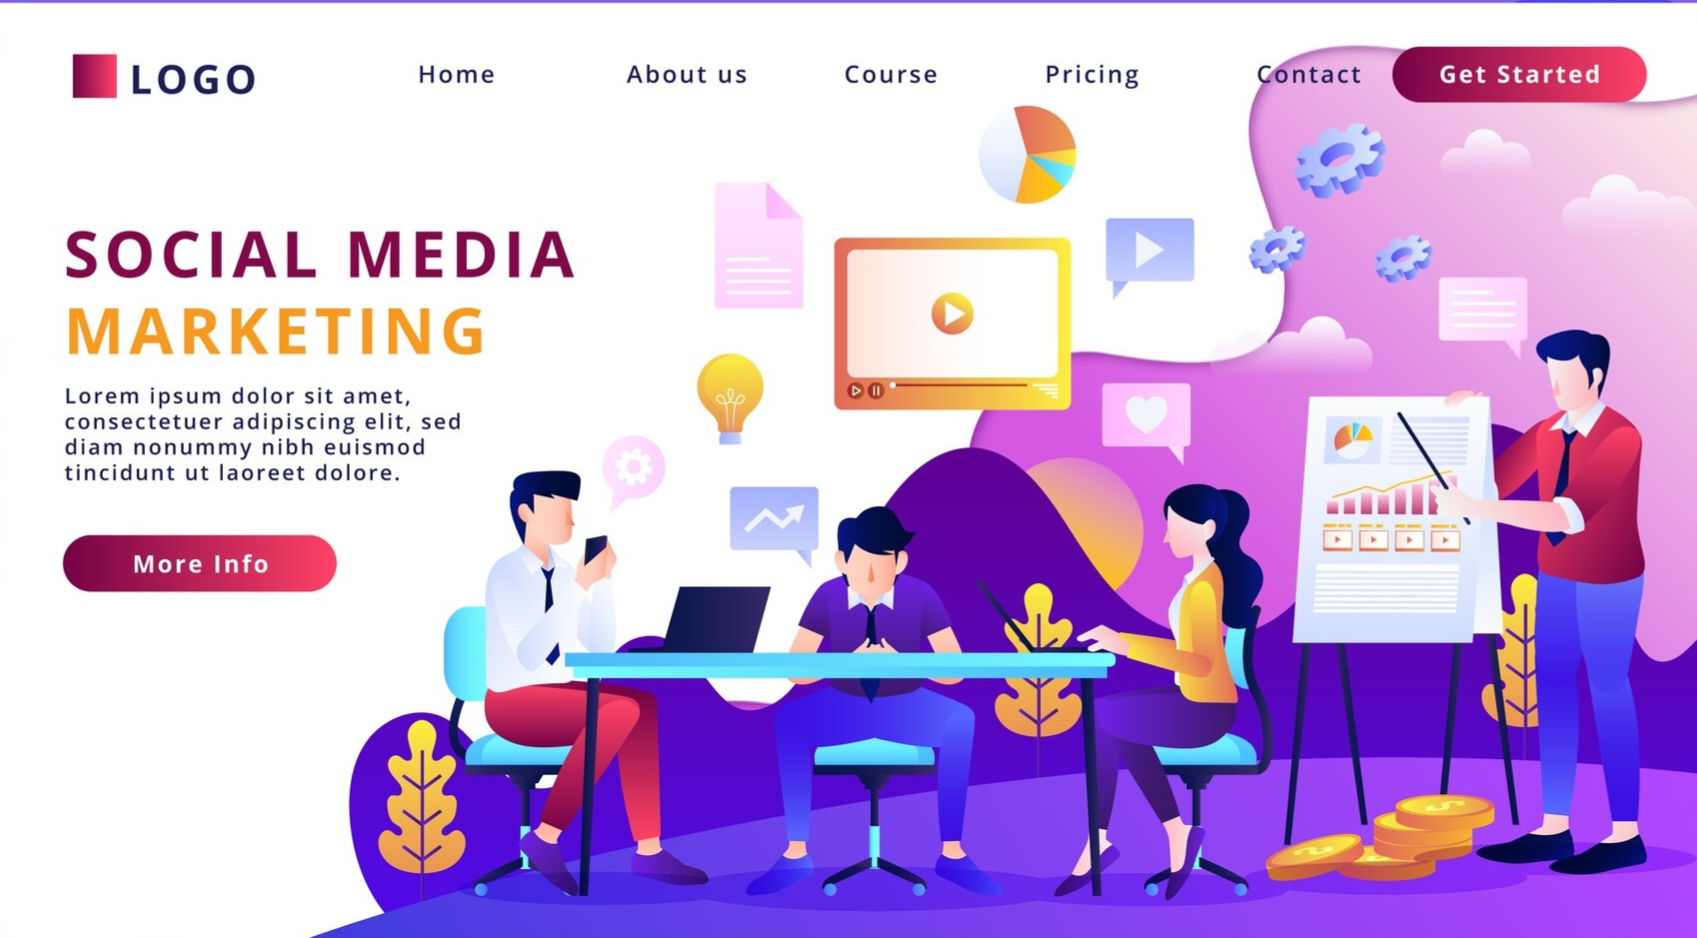 LOGO
Home
About us
Course
Pricing
Contact
Get Started
SOCIAL MEDIA
MARKETING
Lorem ipsum dolor sit amet,
consectetuer adipiscing elit, sed
diam nonummy nibh euismod
tincidunt ut laoreet dolore.
More Info